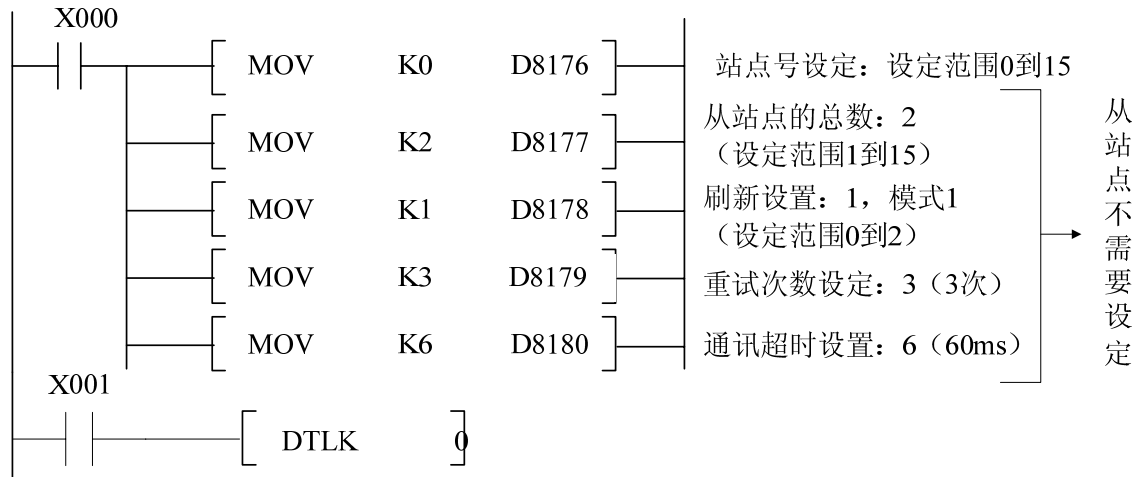 X000
MOV K0 D8176 站点号设定：设定范围0到15
MOV K2 D8177 从站点的总数：2
（设定范围1到15）
MOV K1 D8178 刷新设置：1，模式1
（设定范围0到2）
MOV K3 D8179 重试次数设定：3（3次）
MOV K6 D8180 通讯超时设置：6（60ms）
从站点不需要设定
X001
DTLK 0